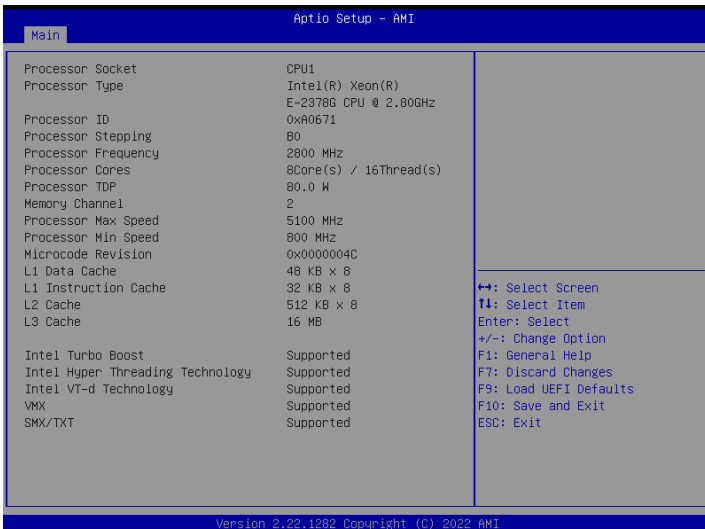 Aptio Setup – AMI
Main
Processor Socket CPU1
Processor Type Intel(R) Xeon(R)
E-2378G CPU @ 2.80GHz
Processor ID 0xA0671
Processor Stepping B0
Processor Frequency 2800 MHz
Processor Cores 8Core(s) / 16Thread(s)
Processor TDP 80.0 W
Memory Channel 2
Processor Max Speed 5100 MHz
Processor Min Speed 800 MHz
Microcode Revision 0x0000004C
L1 Data Cache 48 KB x 8
L1 Instruction Cache 32 KB x 8
L2 Cache 512 KB x 8
L3 Cache 16 MB
Intel Turbo Boost Supported
Intel Hyper Threading Technology Supported
Intel VT-d Technology Supported
VMX Supported
SMX/TXT Supported
↔: Select Screen
↑↓: Select Item
Enter: Select
+/-: Change Option
F1: General Help
F7: Discard Changes
F9: Load UEFI Defaults
F10: Save and Exit
ESC: Exit
Version 2.22.1282 Copyright (C) 2022 AMI